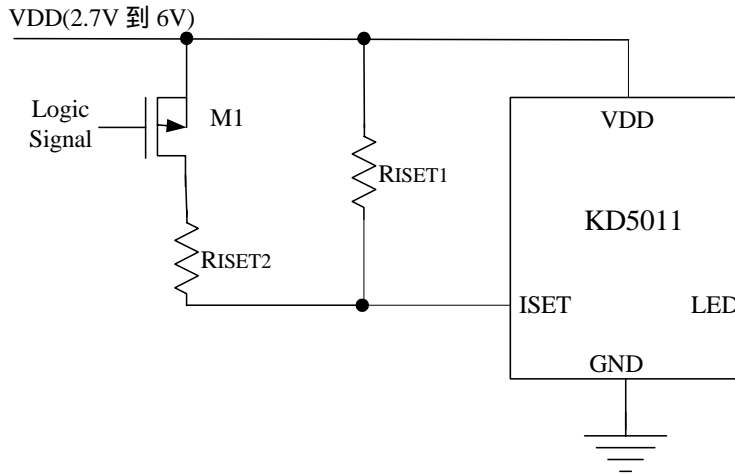 VDD(2.7V 到 6V)
Logic
Signal
M1
RISET1
RISET2
VDD
KD5011
ISET
LED
GND